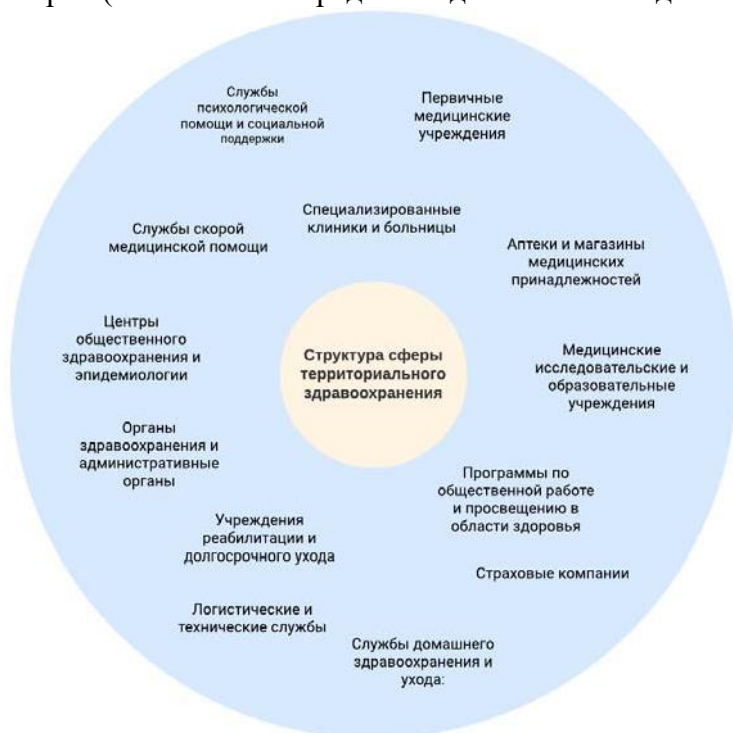 Службы
психологической
помощи и социальной
поддержки
Первичные
медицинские
учреждения
Специализированные
клиники и больницы
Службы скорой
медицинской помощи
Аптеки и магазины
медицинских
принадлежностей
Центры
общественного
здравоохранения и
эпидемиологии
Структура сферы
территориального
здравоохранения
Медицинские
исследовательские и
образовательные
учреждения
Органы
здравоохранения и
административные
органы
Программы по
общественной работе
и просвещению в
области здоровья
Учреждения
реабилитации и
долгосрочного ухода
Страховые компании
Логистические и
технические службы
Службы домашнего
здравоохранения и
ухода: